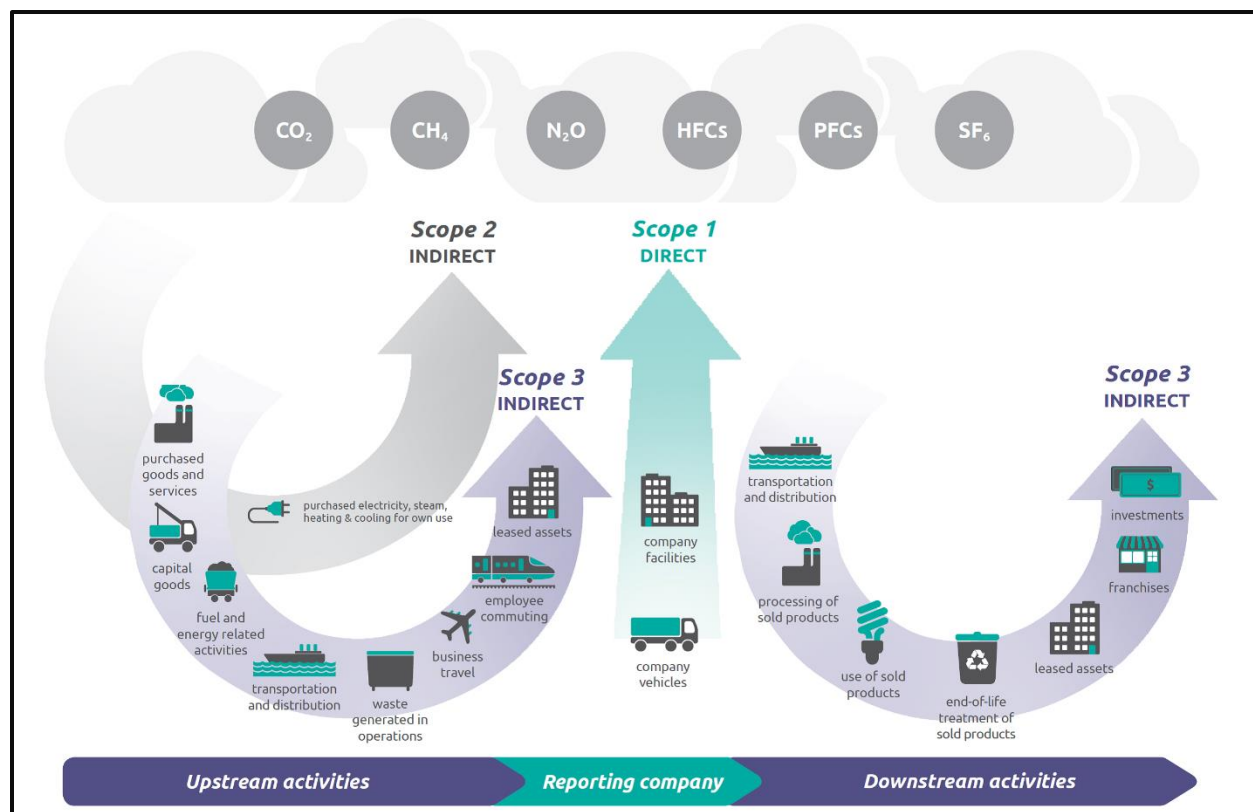 CO₂
CH₄
N₂O
HFCs
PFCs
SF₆
Scope 2
INDIRECT
Scope 1
DIRECT
Scope 3
INDIRECT
Scope 3
INDIRECT
purchased
goods and
services
capital
goods
fuel and
energy related
activities
transportation
and distribution
waste
generated in
operations
business
travel
employee
commuting
leased assets
purchased electricity, steam,
heating & cooling for own use
company
facilities
company
vehicles
transportation
and distribution
processing of
sold products
use of sold
products
end-of-life
treatment of
sold products
leased assets
franchises
$
investments
Upstream activities
Reporting company
Downstream activities